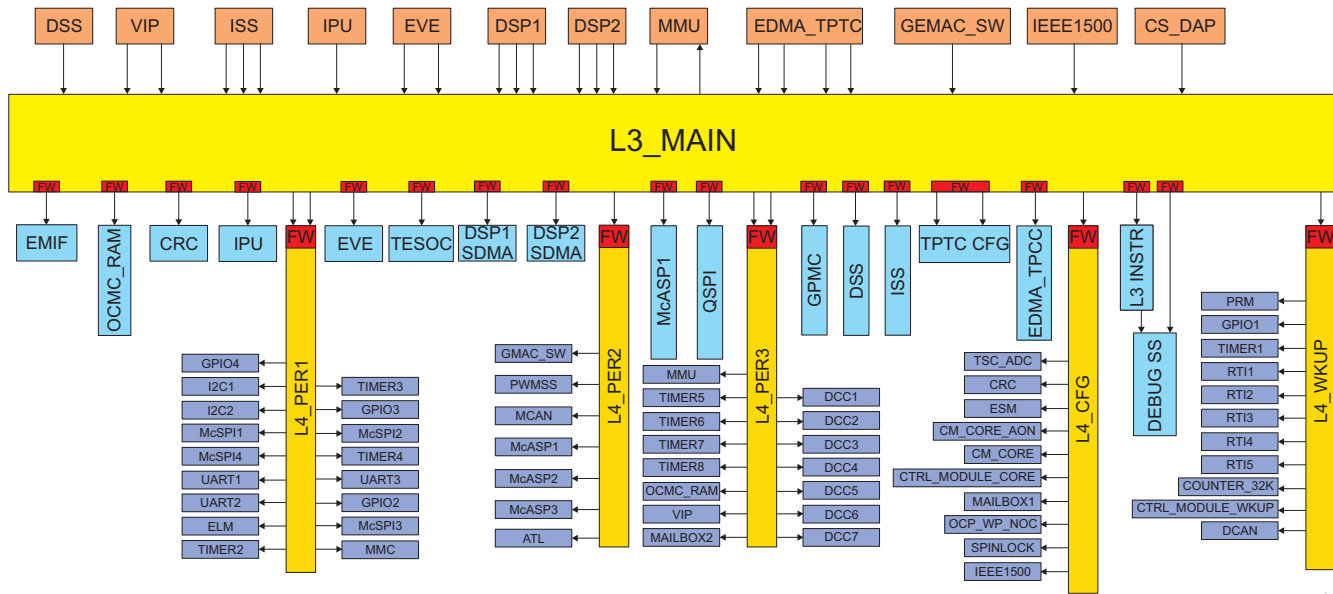 DSS VIP ISS IPU EVE DSP1 DSP2 MMU EDMA_TPTC GEMAC_SW IEEE1500 CS_DAP
L3_MAIN
FW FW FW FW FW FW FW FW FW FW FW FW FW FW FW FW FW
EMIF
OCMC_RAM
CRC
IPU
FW
L4_PER1
EVE
TESOC
DSP1
SDMA
DSP2
SDMA
FW
L4_PER2
McASP1
QSPI
FW
L4_PER3
GPMC
DSS
ISS
TPTC CFG
EDMA_TPCC
FW
L4_CFG
L3 INSTR
DEBUG SS
FW
L4_WKUP
GPIO4
I2C1
I2C2
McSPI1
McSPI4
UART1
UART2
ELM
TIMER2
TIMER3
GPIO3
McSPI2
TIMER4
UART3
GPIO2
McSPI3
MMC
GMAC_SW
PWMSS
MCAN
McASP1
McASP2
McASP3
ATL
MMU
TIMER5
TIMER6
TIMER7
TIMER8
OCMC_RAM
VIP
MAILBOX2
DCC1
DCC2
DCC3
DCC4
DCC5
DCC6
DCC7
TSC_ADC
CRC
ESM
CM_CORE_AON
CM_CORE
CTRL_MODULE_CORE
MAILBOX1
OCP_WP_NOC
SPINLOCK
IEEE1500
PRM
GPIO1
TIMER1
RTI1
RTI2
RTI3
RTI4
RTI5
COUNTER_32K
CTRL_MODULE_WKUP
DCAN